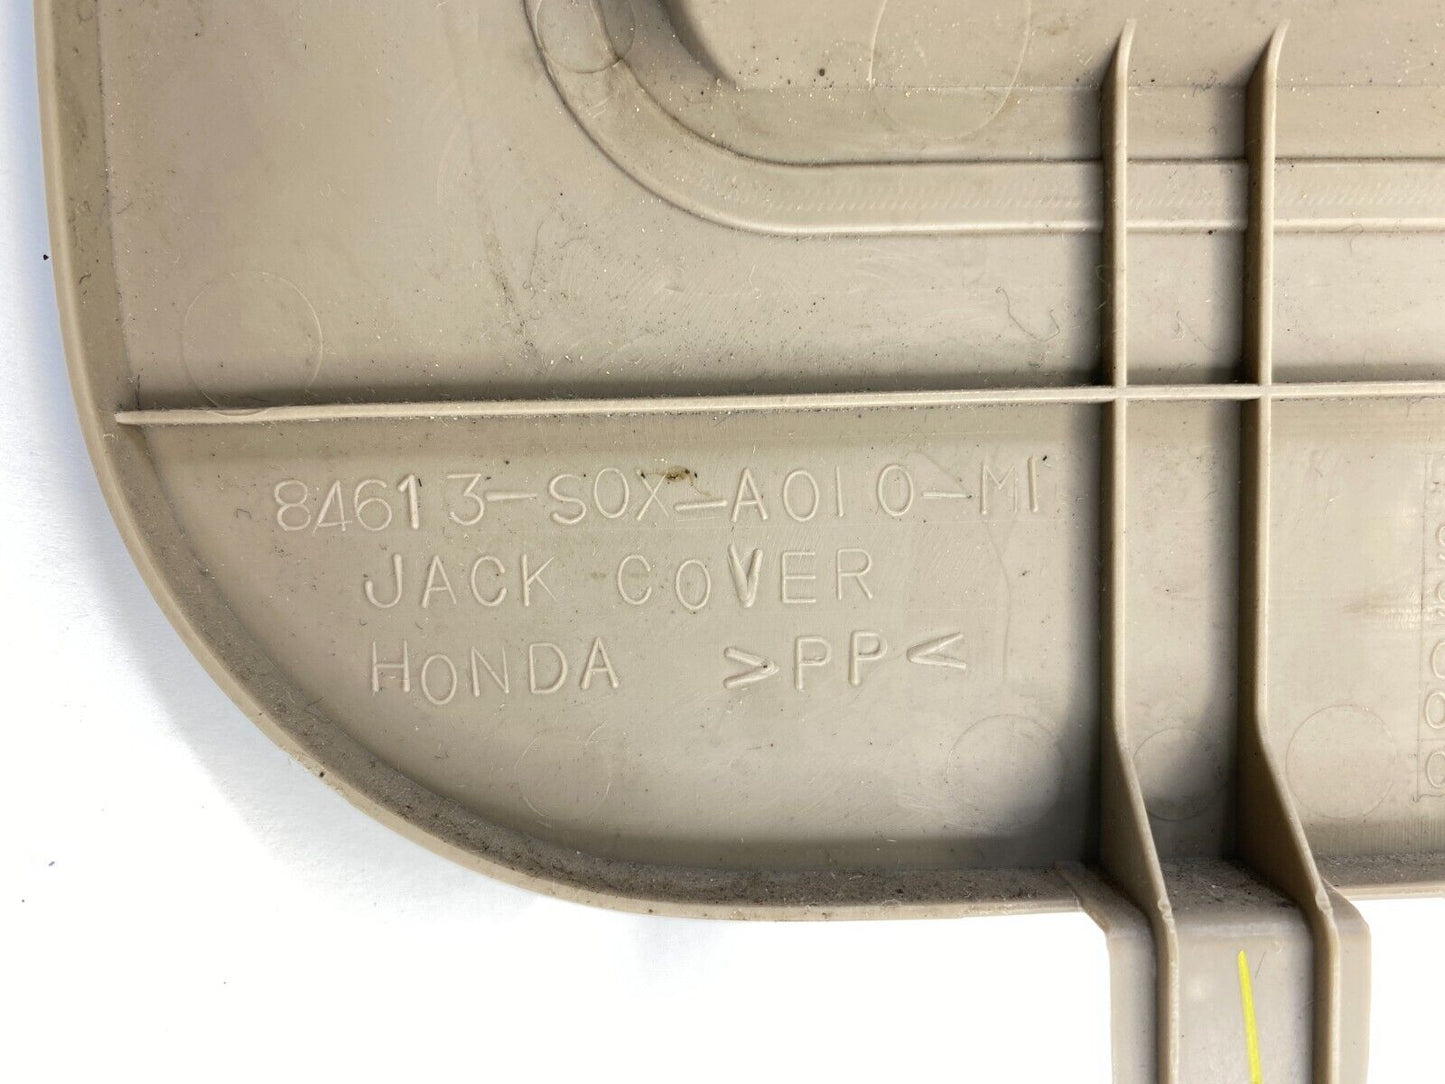 84613-S0X-A010-M1
JACK COVER
HONDA >PP<